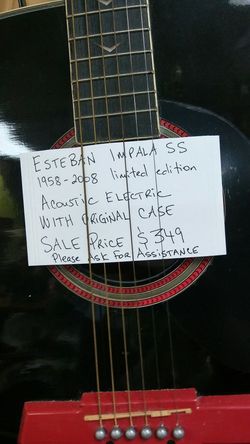 ESTEBAN IMPALA SS
1958-2008 limited edition
ACOUSTIC ELECTRIC
WITH ORIGINAL CASE
SALE PRICE $349
PLEASE ASK FOR ASSISTANCE